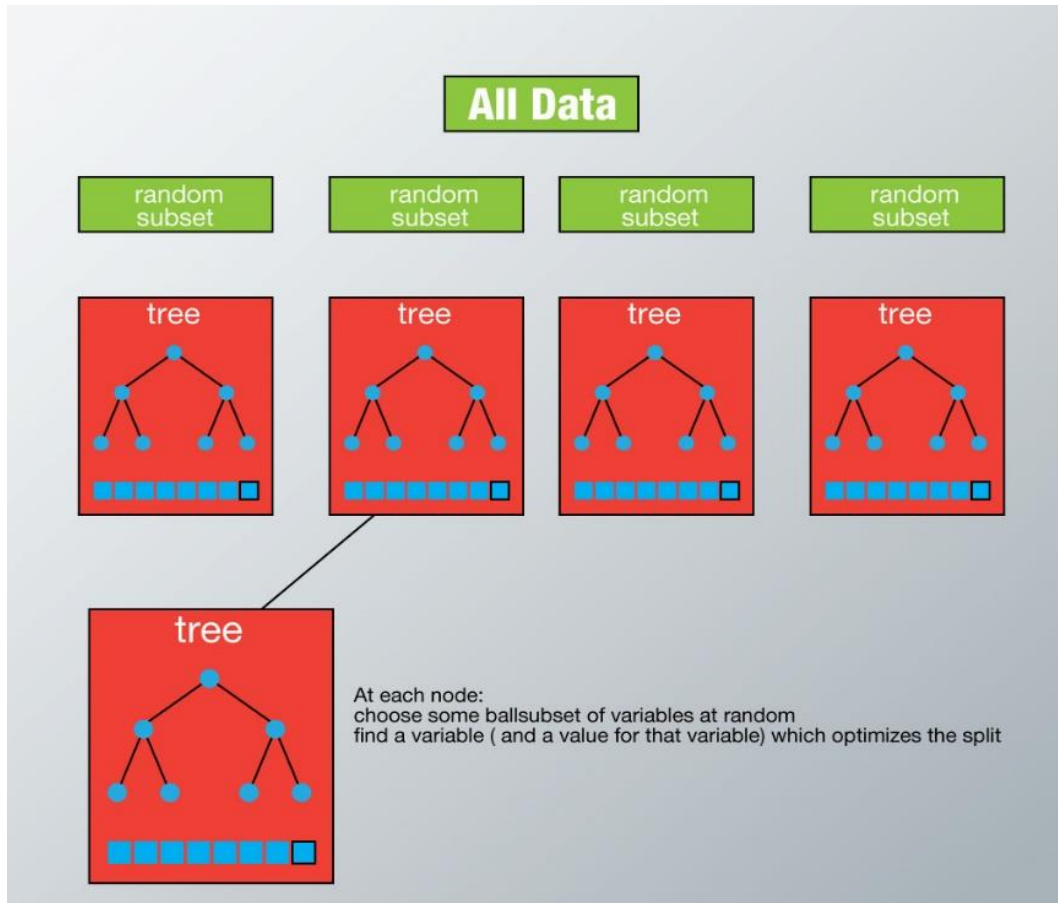 All Data
random
subset
random
subset
random
subset
random
subset
tree
tree
tree
tree
tree
At each node:
choose some ballsubset of variables at random
find a variable ( and a value for that variable) which optimizes the split